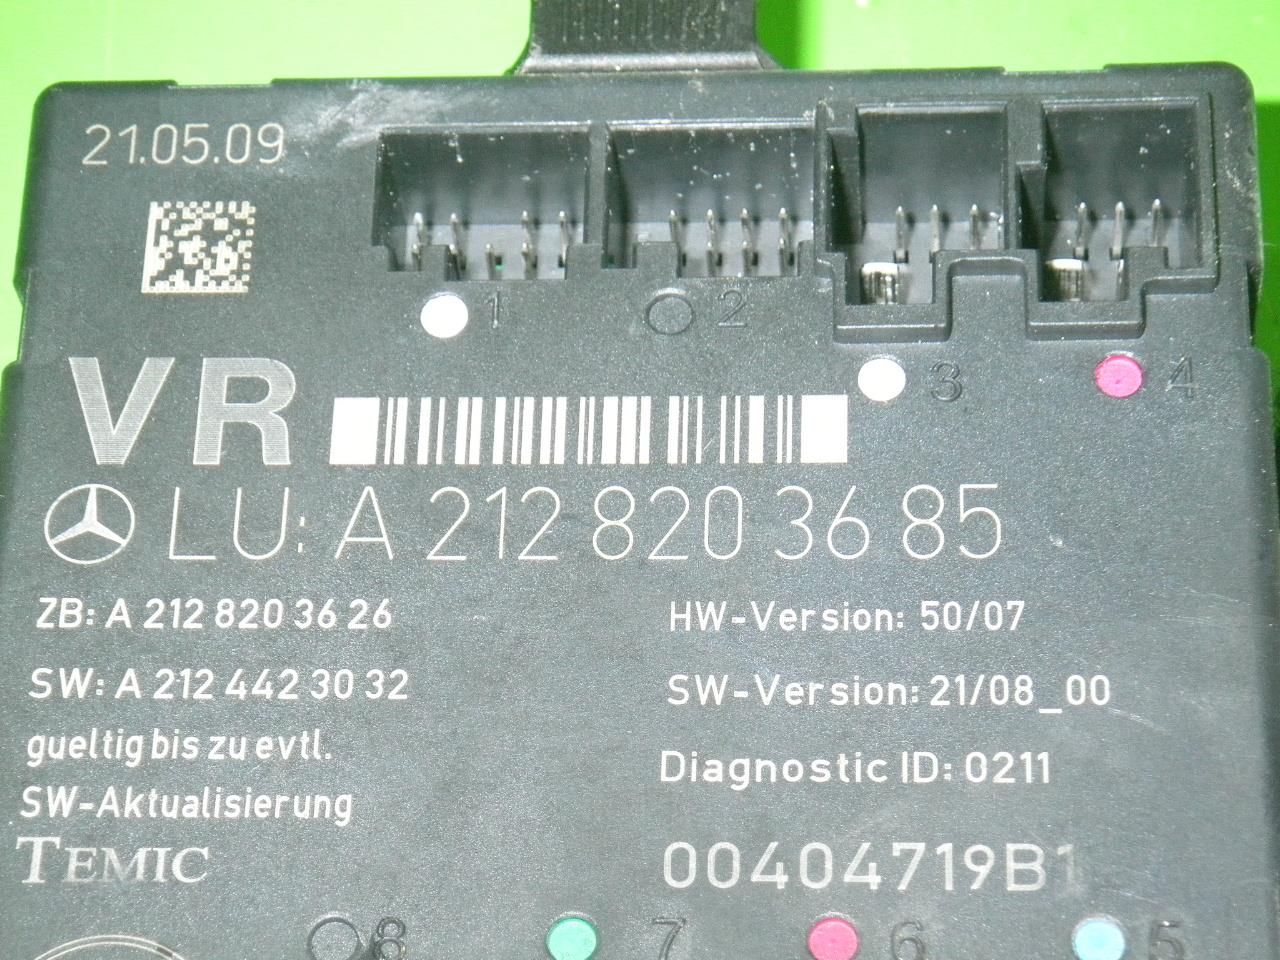 21.05.09
1
2
3
4
VR
LU: A 212 820 36 85
ZB: A 212 820 36 26
HW-Version: 50/07
SW: A 212 442 30 32
SW-Version: 21/08_00
gueltig bis zu evtl.
SW-Aktualisierung
Diagnostic ID: 0211
TEMIC
00404719B1
8
7
6
5